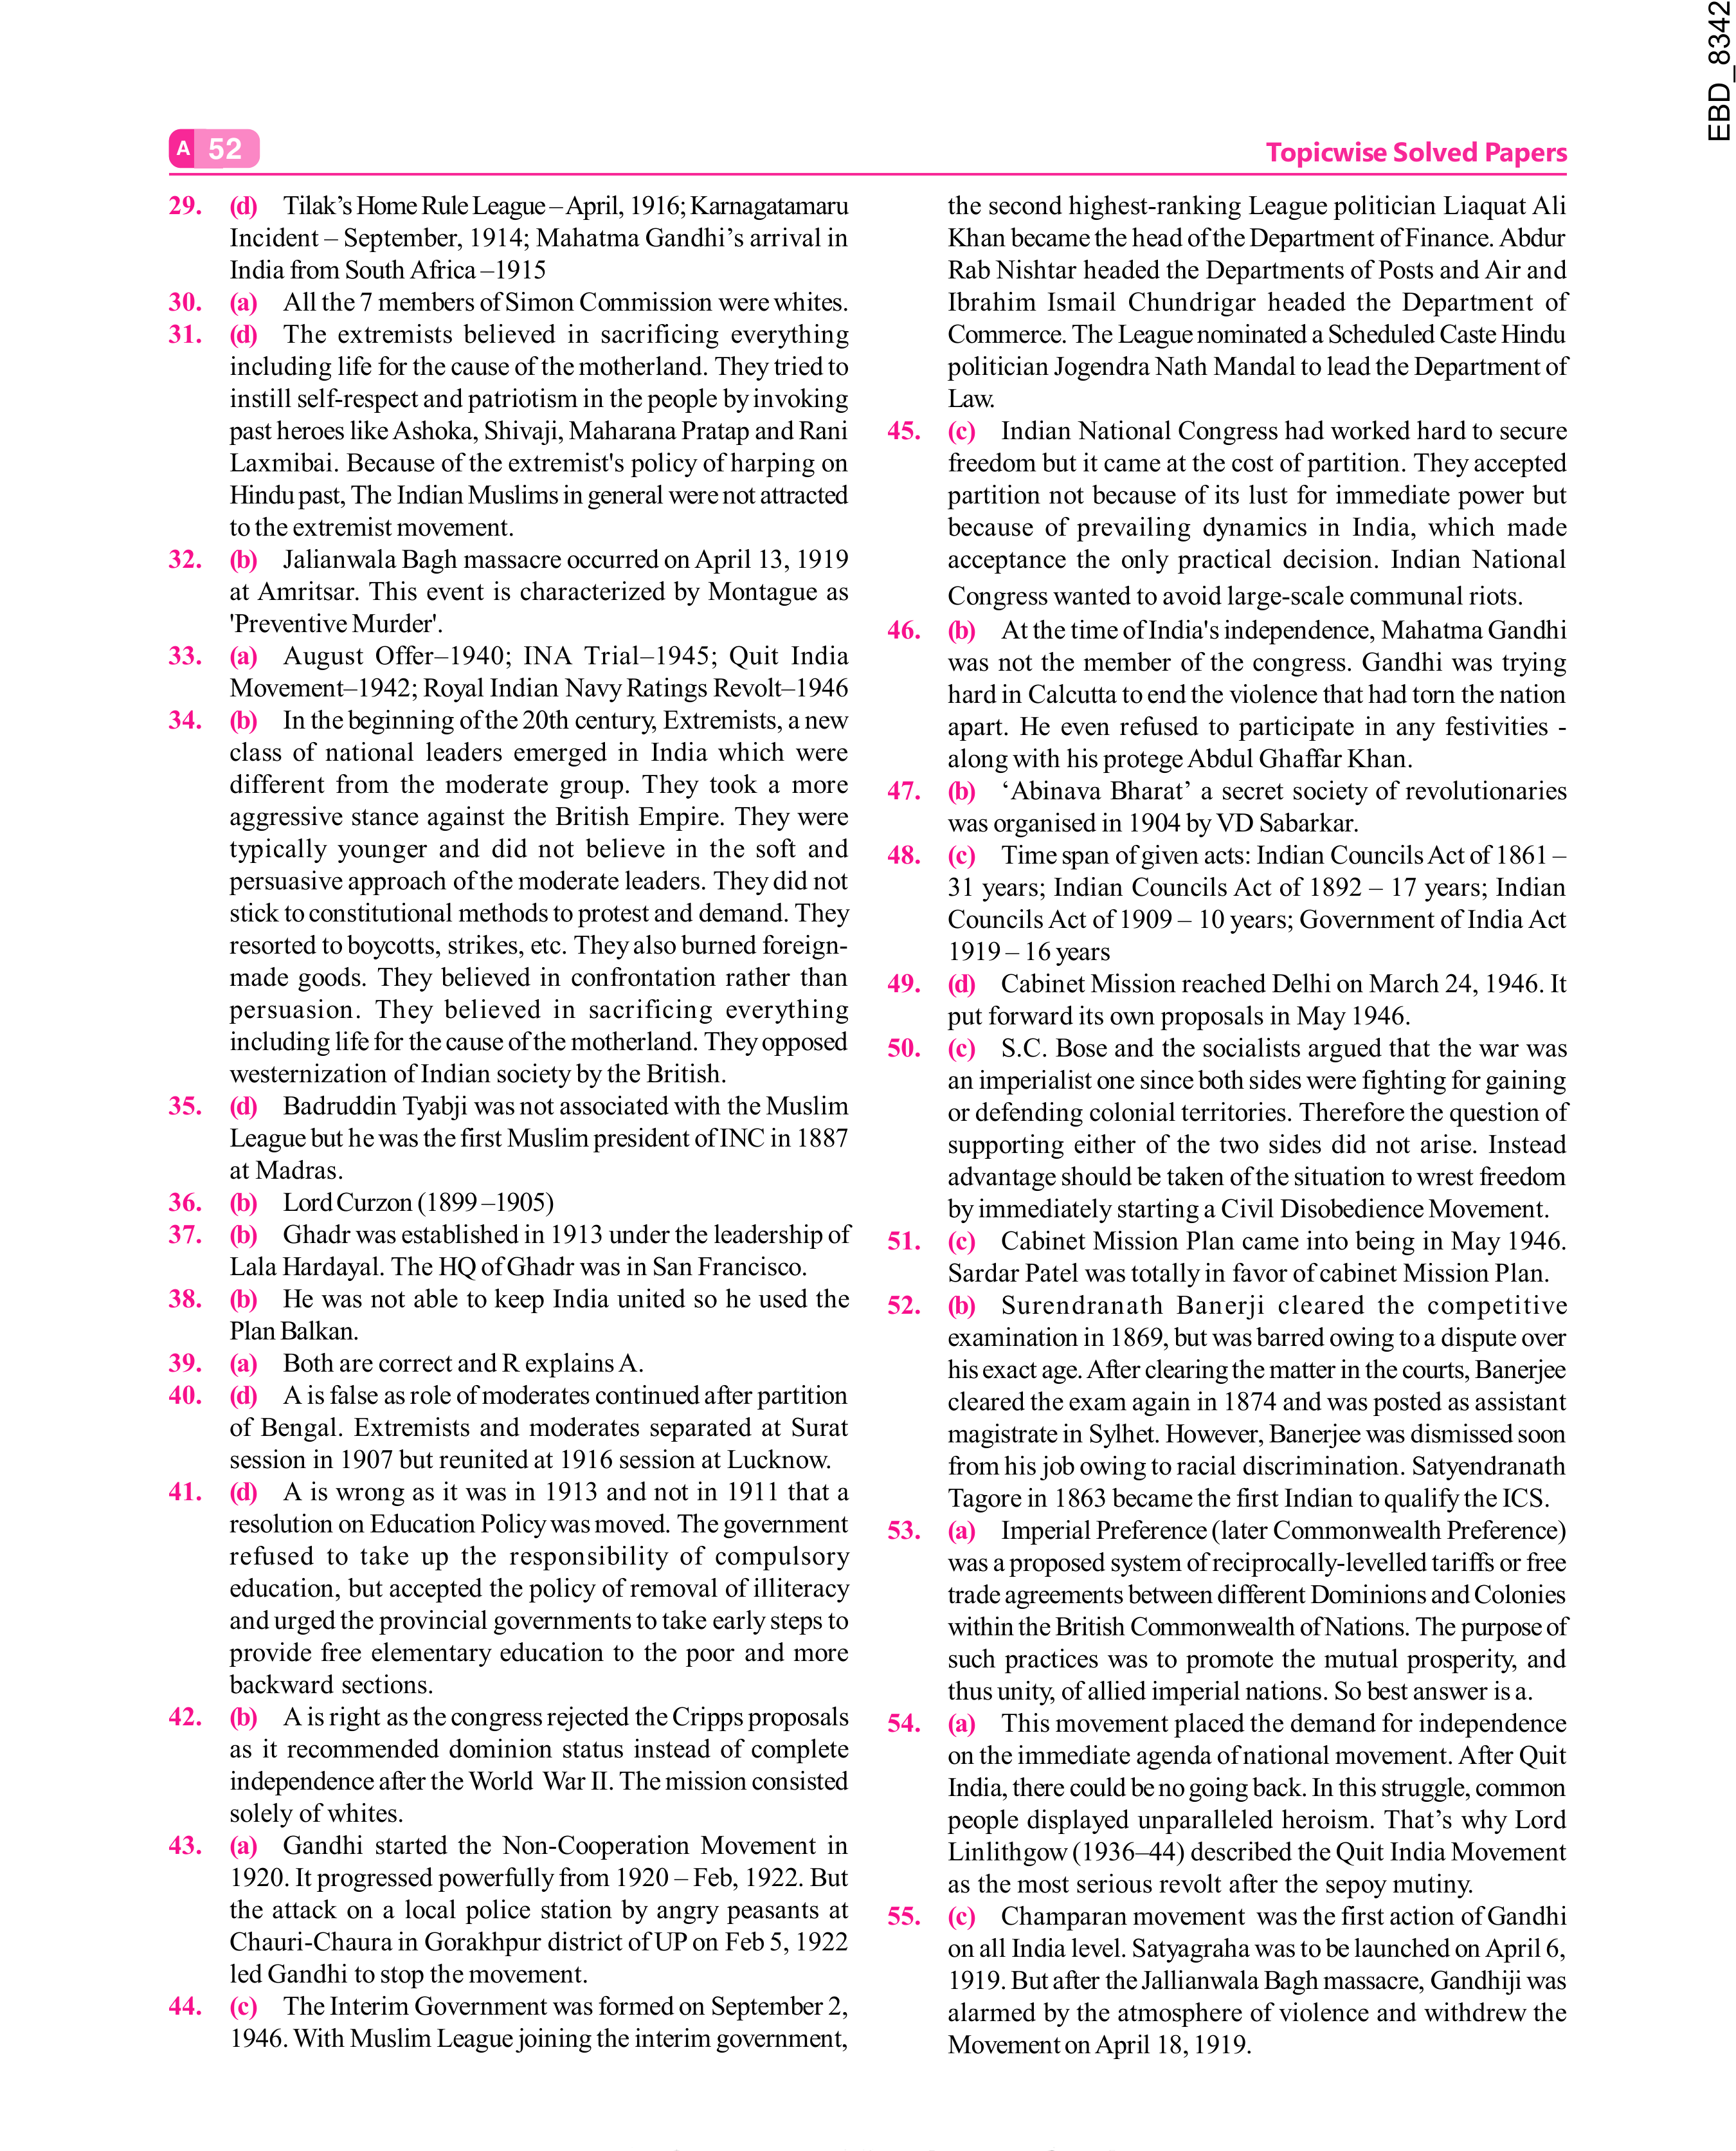 EBD_8342
A 52
Topicwise Solved Papers
29. (d) Tilak’s Home Rule League – April, 1916; Karnagatamaru
Incident – September, 1914; Mahatma Gandhi’s arrival in
India from South Africa –1915
30. (a) All the 7 members of Simon Commission were whites.
31. (d) The extremists believed in sacrificing everything
including life for the cause of the motherland. They tried to
instill self-respect and patriotism in the people by invoking
past heroes like Ashoka, Shivaji, Maharana Pratap and Rani
Laxmibai. Because of the extremist's policy of harping on
Hindu past, The Indian Muslims in general were not attracted
to the extremist movement.
32. (b) Jalianwala Bagh massacre occurred on April 13, 1919
at Amritsar. This event is characterized by Montague as
'Preventive Murder'.
33. (a) August Offer–1940; INA Trial–1945; Quit India
Movement–1942; Royal Indian Navy Ratings Revolt–1946
34. (b) In the beginning of the 20th century, Extremists, a new
class of national leaders emerged in India which were
different from the moderate group. They took a more
aggressive stance against the British Empire. They were
typically younger and did not believe in the soft and
persuasive approach of the moderate leaders. They did not
stick to constitutional methods to protest and demand. They
resorted to boycotts, strikes, etc. They also burned foreign-
made goods. They believed in confrontation rather than
persuasion. They believed in sacrificing everything
including life for the cause of the motherland. They opposed
westernization of Indian society by the British.
35. (d) Badruddin Tyabji was not associated with the Muslim
League but he was the first Muslim president of INC in 1887
at Madras.
36. (b) Lord Curzon (1899 –1905)
37. (b) Ghadr was established in 1913 under the leadership of
Lala Hardayal. The HQ of Ghadr was in San Francisco.
38. (b) He was not able to keep India united so he used the
Plan Balkan.
39. (a) Both are correct and R explains A.
40. (d) A is false as role of moderates continued after partition
of Bengal. Extremists and moderates separated at Surat
session in 1907 but reunited at 1916 session at Lucknow.
41. (d) A is wrong as it was in 1913 and not in 1911 that a
resolution on Education Policy was moved. The government
refused to take up the responsibility of compulsory
education, but accepted the policy of removal of illiteracy
and urged the provincial governments to take early steps to
provide free elementary education to the poor and more
backward sections.
42. (b) A is right as the congress rejected the Cripps proposals
as it recommended dominion status instead of complete
independence after the World War II. The mission consisted
solely of whites.
43. (a) Gandhi started the Non-Cooperation Movement in
1920. It progressed powerfully from 1920 – Feb, 1922. But
the attack on a local police station by angry peasants at
Chauri-Chaura in Gorakhpur district of UP on Feb 5, 1922
led Gandhi to stop the movement.
44. (c) The Interim Government was formed on September 2,
1946. With Muslim League joining the interim government,
the second highest-ranking League politician Liaquat Ali
Khan became the head of the Department of Finance. Abdur
Rab Nishtar headed the Departments of Posts and Air and
Ibrahim Ismail Chundrigar headed the Department of
Commerce. The League nominated a Scheduled Caste Hindu
politician Jogendra Nath Mandal to lead the Department of
Law.
45. (c) Indian National Congress had worked hard to secure
freedom but it came at the cost of partition. They accepted
partition not because of its lust for immediate power but
because of prevailing dynamics in India, which made
acceptance the only practical decision. Indian National
Congress wanted to avoid large-scale communal riots.
46. (b) At the time of India's independence, Mahatma Gandhi
was not the member of the congress. Gandhi was trying
hard in Calcutta to end the violence that had torn the nation
apart. He even refused to participate in any festivities -
along with his protege Abdul Ghaffar Khan.
47. (b) ‘Abinava Bharat’ a secret society of revolutionaries
was organised in 1904 by VD Sabarkar.
48. (c) Time span of given acts: Indian Councils Act of 1861 –
31 years; Indian Councils Act of 1892 – 17 years; Indian
Councils Act of 1909 – 10 years; Government of India Act
1919 – 16 years
49. (d) Cabinet Mission reached Delhi on March 24, 1946. It
put forward its own proposals in May 1946.
50. (c) S.C. Bose and the socialists argued that the war was
an imperialist one since both sides were fighting for gaining
or defending colonial territories. Therefore the question of
supporting either of the two sides did not arise. Instead
advantage should be taken of the situation to wrest freedom
by immediately starting a Civil Disobedience Movement.
51. (c) Cabinet Mission Plan came into being in May 1946.
Sardar Patel was totally in favor of cabinet Mission Plan.
52. (b) Surendranath Banerji cleared the competitive
examination in 1869, but was barred owing to a dispute over
his exact age. After clearing the matter in the courts, Banerjee
cleared the exam again in 1874 and was posted as assistant
magistrate in Sylhet. However, Banerjee was dismissed soon
from his job owing to racial discrimination. Satyendranath
Tagore in 1863 became the first Indian to qualify the ICS.
53. (a) Imperial Preference (later Commonwealth Preference)
was a proposed system of reciprocally-levelled tariffs or free
trade agreements between different Dominions and Colonies
within the British Commonwealth of Nations. The purpose of
such practices was to promote the mutual prosperity, and
thus unity, of allied imperial nations. So best answer is a.
54. (a) This movement placed the demand for independence
on the immediate agenda of national movement. After Quit
India, there could be no going back. In this struggle, common
people displayed unparalleled heroism. That’s why Lord
Linlithgow (1936–44) described the Quit India Movement
as the most serious revolt after the sepoy mutiny.
55. (c) Champaran movement was the first action of Gandhi
on all India level. Satyagraha was to be launched on April 6,
1919. But after the Jallianwala Bagh massacre, Gandhiji was
alarmed by the atmosphere of violence and withdrew the
Movement on April 18, 1919.